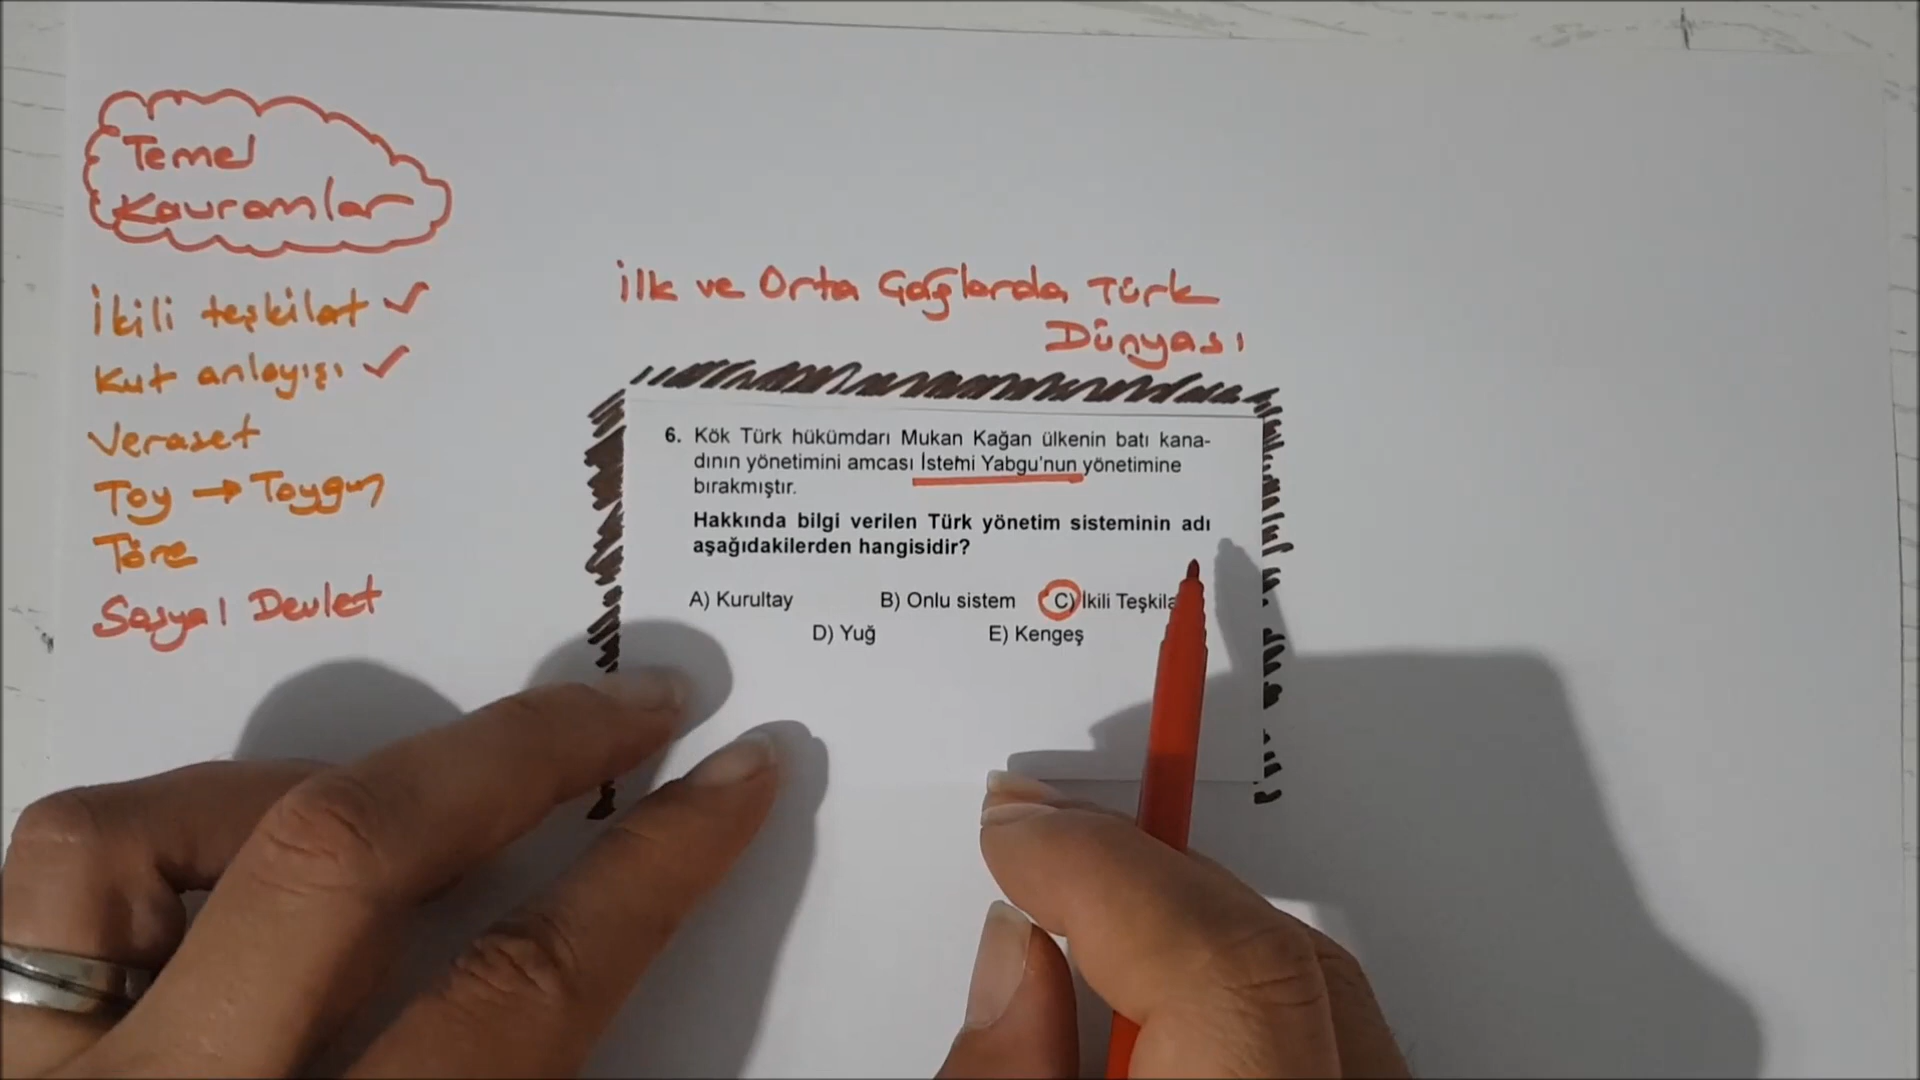 Temel
Kavramlar
İkili teşkilat ✓
Kut anlayışı ✓
Veraset
Toy → Toygun
Töre
Sosyal Devlet
İlk ve Orta Çağlarda Türk
Dünyası
6. Kök Türk hükümdarı Mukan Kağan ülkenin batı kana-
dının yönetimini amcası İstemi Yabgu'nun yönetimine
bırakmıştır.
Hakkında bilgi verilen Türk yönetim sisteminin adı
aşağıdakilerden hangisidir?
A) Kurultay B) Onlu sistem C) İkili
D) Yuğ E) Kengeş